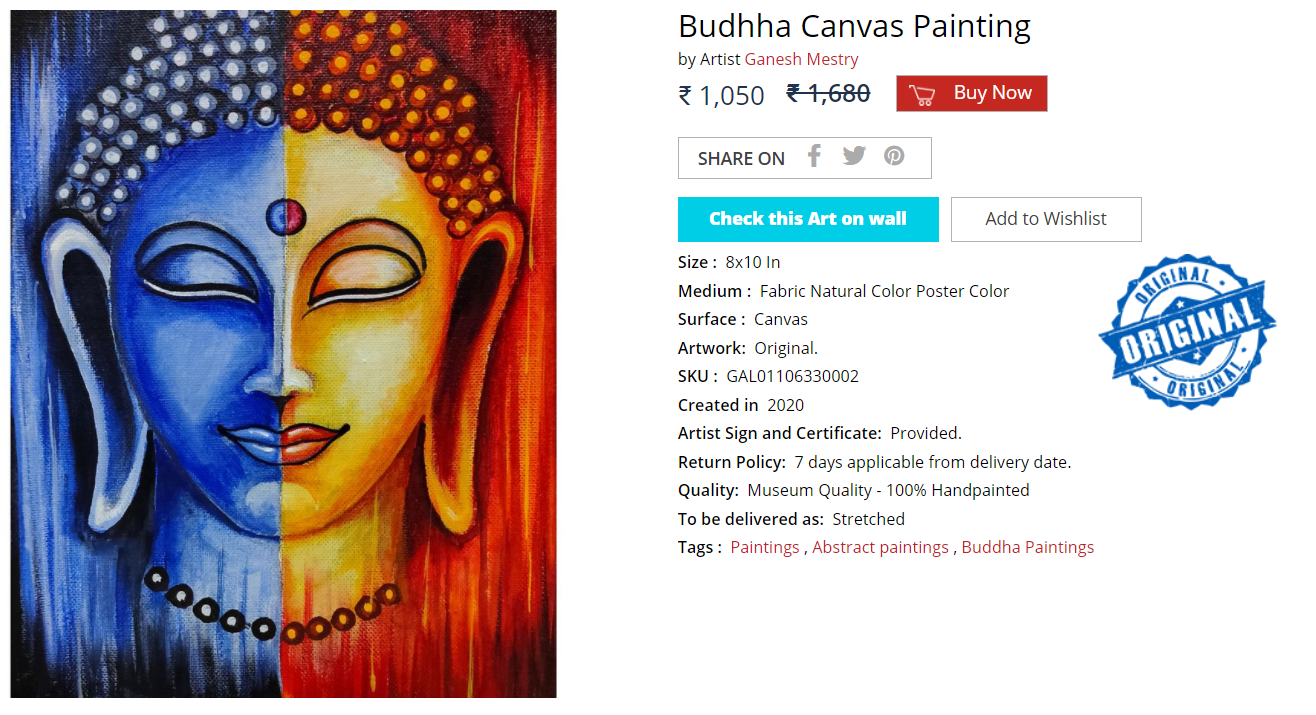 Budhha Canvas Painting
by Artist Ganesh Mestry
₹ 1,050 ₹ 1,680 Buy Now
SHARE ON
Check this Art on wall Add to Wishlist
Size : 8x10 In
Medium : Fabric Natural Color Poster Color
Surface : Canvas
Artwork: Original.
SKU : GAL01106330002
Created in 2020
Artist Sign and Certificate: Provided.
Return Policy: 7 days applicable from delivery date.
Quality: Museum Quality - 100% Handpainted
To be delivered as: Stretched
Tags : Paintings , Abstract paintings , Buddha Paintings
ORIGINAL
ORIGINAL
ORIGINAL